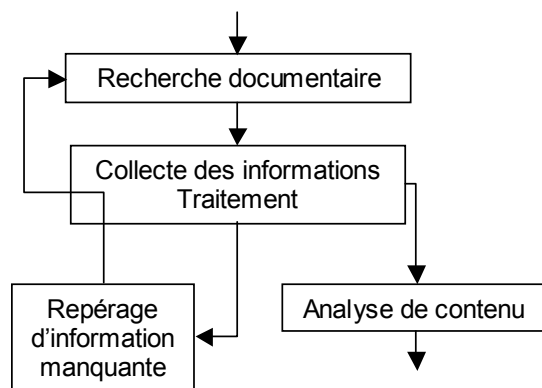 Recherche documentaire
Collecte des informations
Traitement
Repérage
d'information
manquante
Analyse de contenu